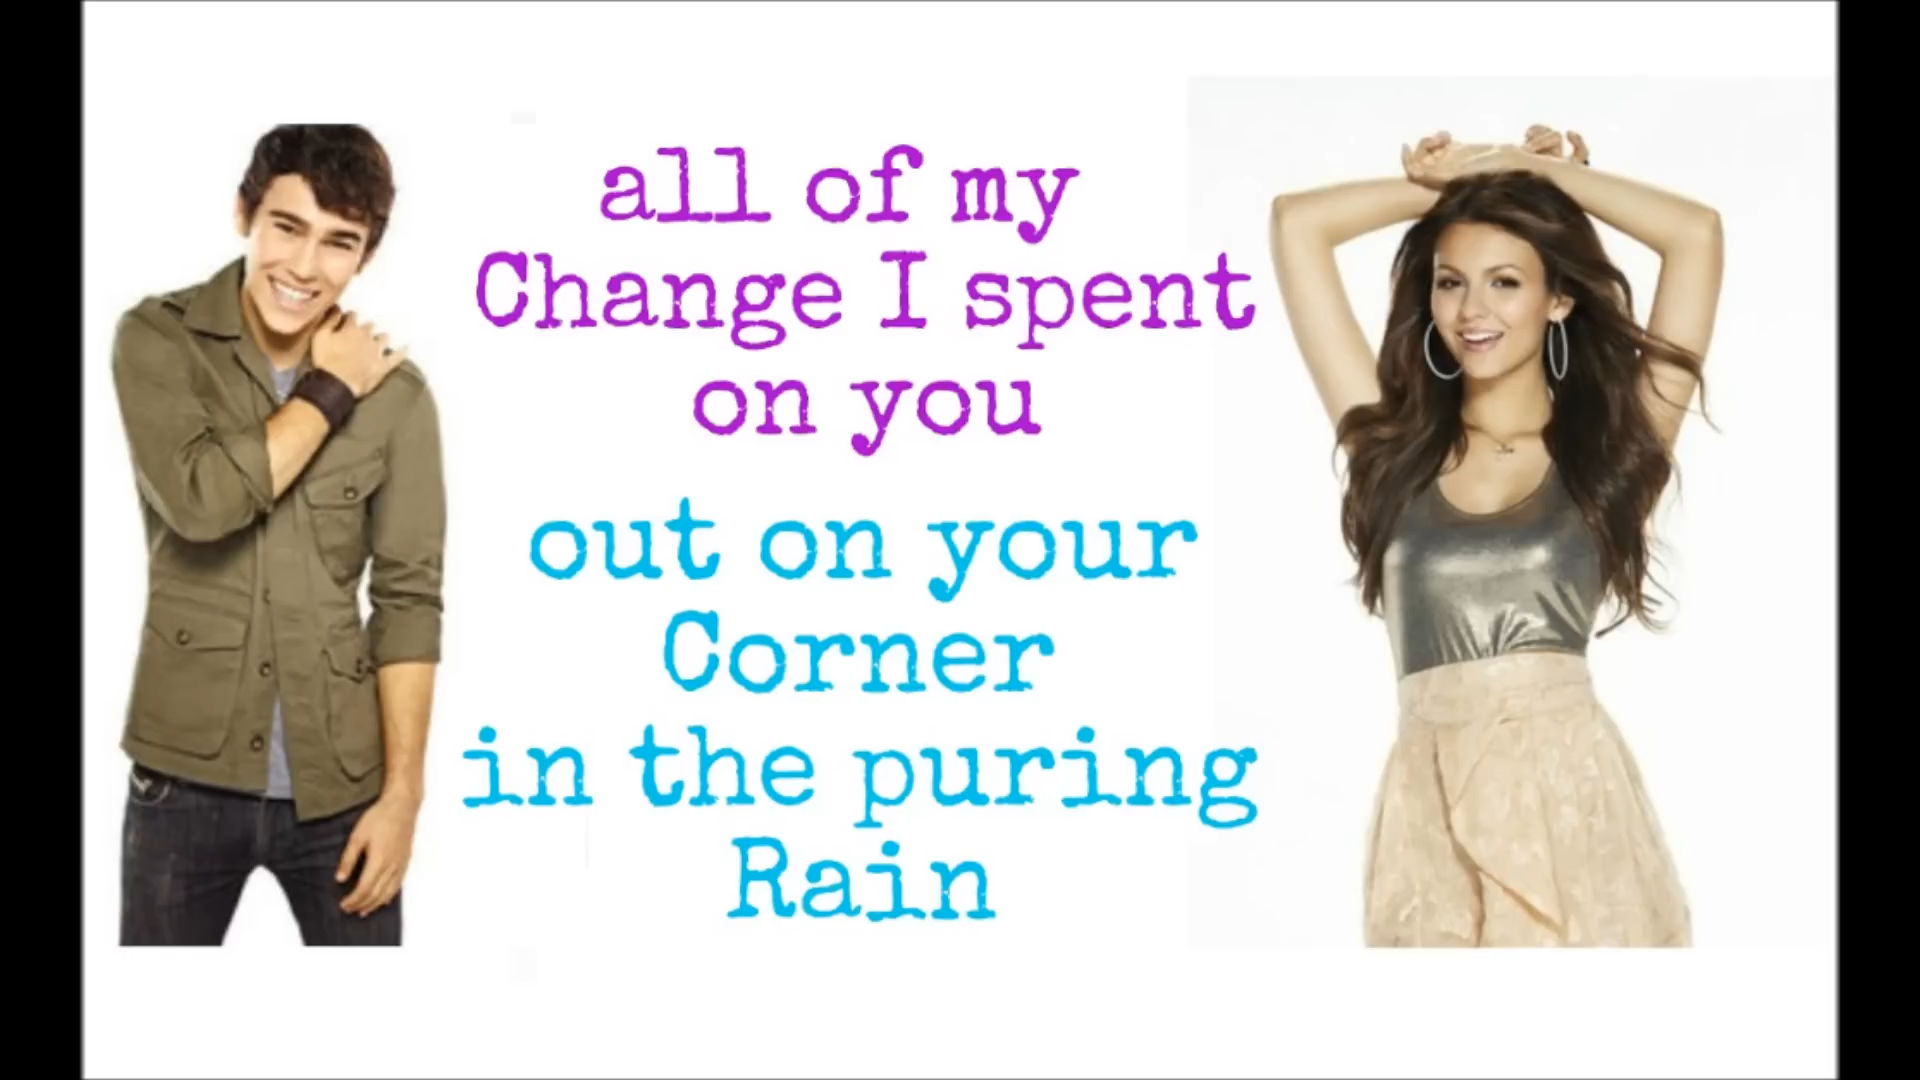 all of my
Change I spent
on you
out on your
Corner
in the puring
Rain